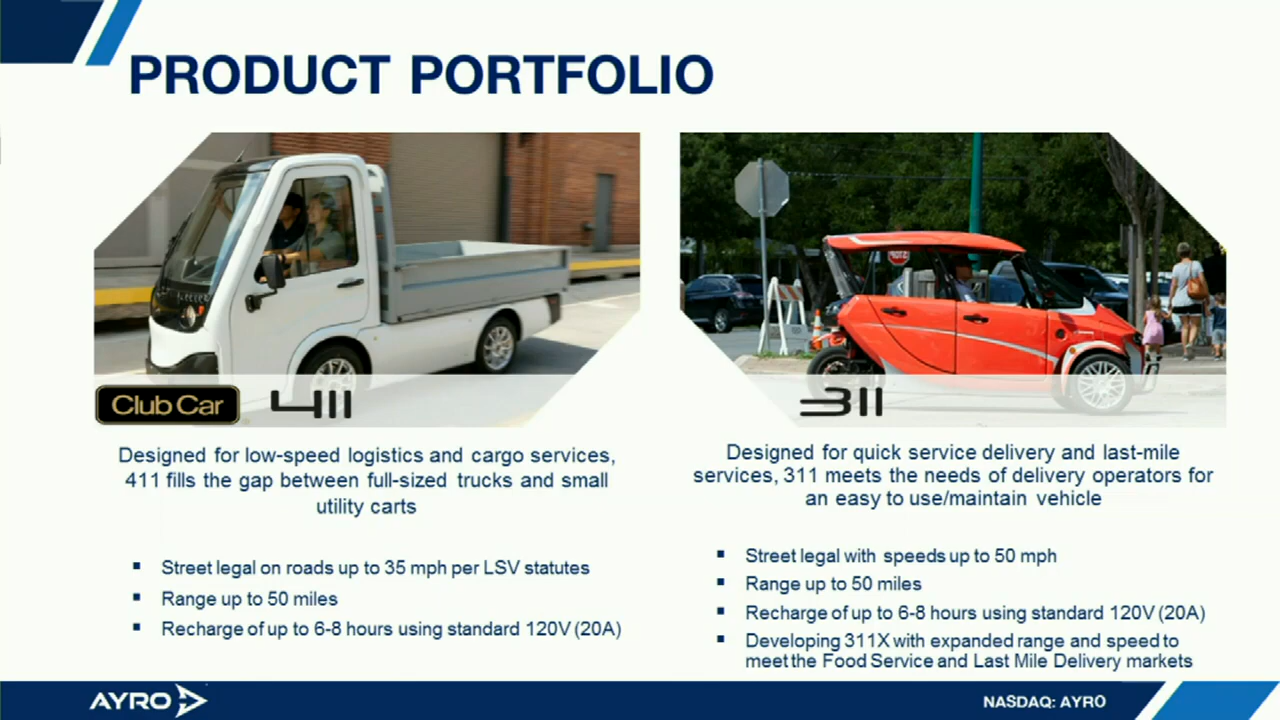 PRODUCT PORTFOLIO
Club Car
411
Designed for low-speed logistics and cargo services,
411 fills the gap between full-sized trucks and small
utility carts
▪ Street legal on roads up to 35 mph per LSV statutes
▪ Range up to 50 miles
▪ Recharge of up to 6-8 hours using standard 120V (20A)
311
Designed for quick service delivery and last-mile
services, 311 meets the needs of delivery operators for
an easy to use/maintain vehicle
▪ Street legal with speeds up to 50 mph
▪ Range up to 50 miles
▪ Recharge of up to 6-8 hours using standard 120V (20A)
▪ Developing 311X with expanded range and speed to
meet the Food Service and Last Mile Delivery markets
AYRO
NASDAQ: AYRO